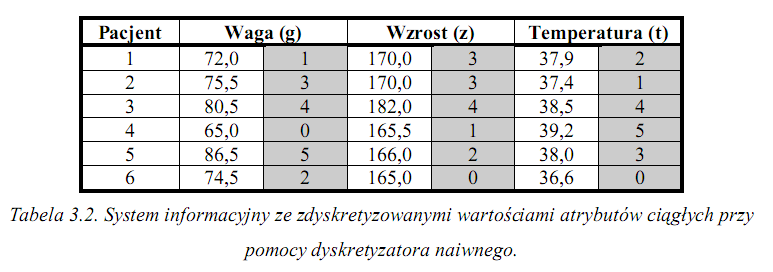 Pacjent Waga (g) Wzrost (z) Temperatura (t)
1 72,0 1 170,0 3 37,9 2
2 75,5 3 170,0 3 37,4 1
3 80,5 4 182,0 4 38,5 4
4 65,0 0 165,5 1 39,2 5
5 86,5 5 166,0 2 38,0 3
6 74,5 2 165,0 0 36,6 0
Tabela 3.2. System informacyjny ze zdyskretyzowanymi wartościami atrybutów ciągłych przy
pomocy dyskretyzatora naiwnego.